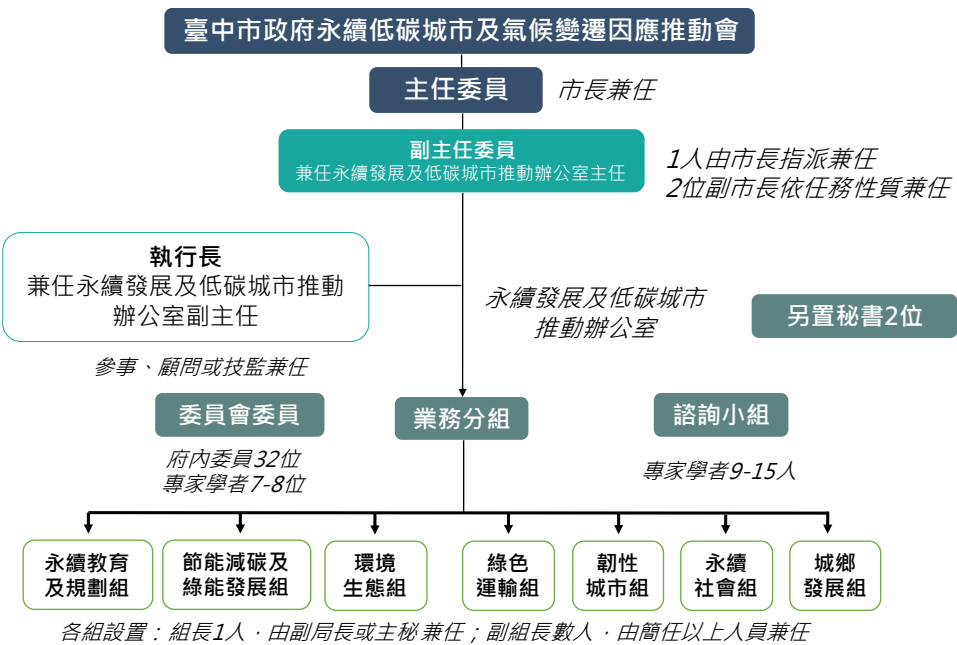 臺中市政府永續低碳城市及氣候變遷因應推動會
主任委員
市長兼任
副主任委員
兼任永續發展及低碳城市推動辦公室主任
1人由市長指派兼任
2位副市長依任務性質兼任
執行長
兼任永續發展及低碳城市推動
辦公室副主任
參事、顧問或技監兼任
永續發展及低碳城市
推動辦公室
另置秘書2位
委員會委員
府內委員32位
專家學者7-8位
業務分組
諮詢小組
專家學者9-15人
永續教育
及規劃組
節能減碳及
綠能發展組
環境
生態組
綠色
運輸組
韌性
城市組
永續
社會組
城鄉
發展組
各組設置：組長1人，由副局長或主秘兼任；副組長數人，由簡任以上人員兼任